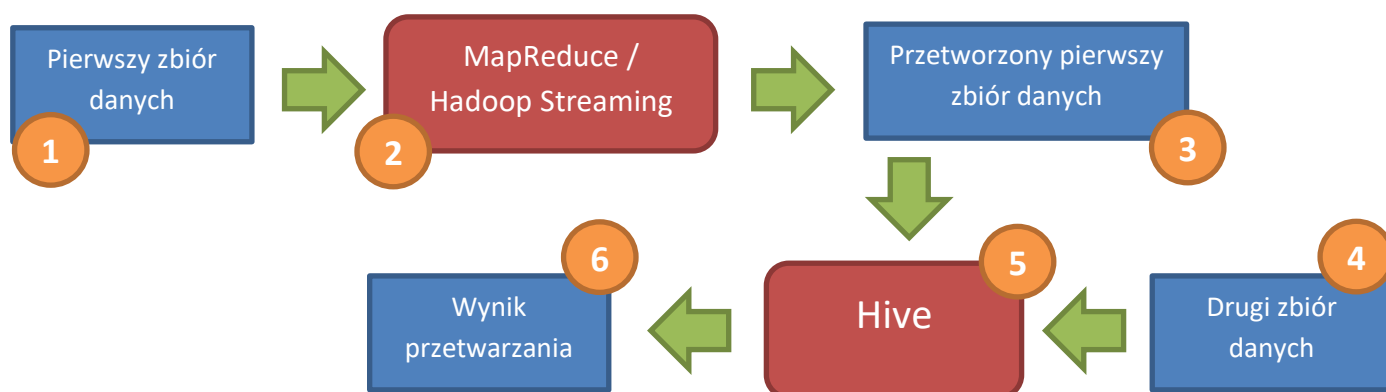 Pierwszy zbiór
danych
1
MapReduce /
Hadoop Streaming
2
Przetworzony pierwszy
zbiór danych
3
Drugi zbiór
danych
4
Hive
5
Wynik
przetwarzania
6